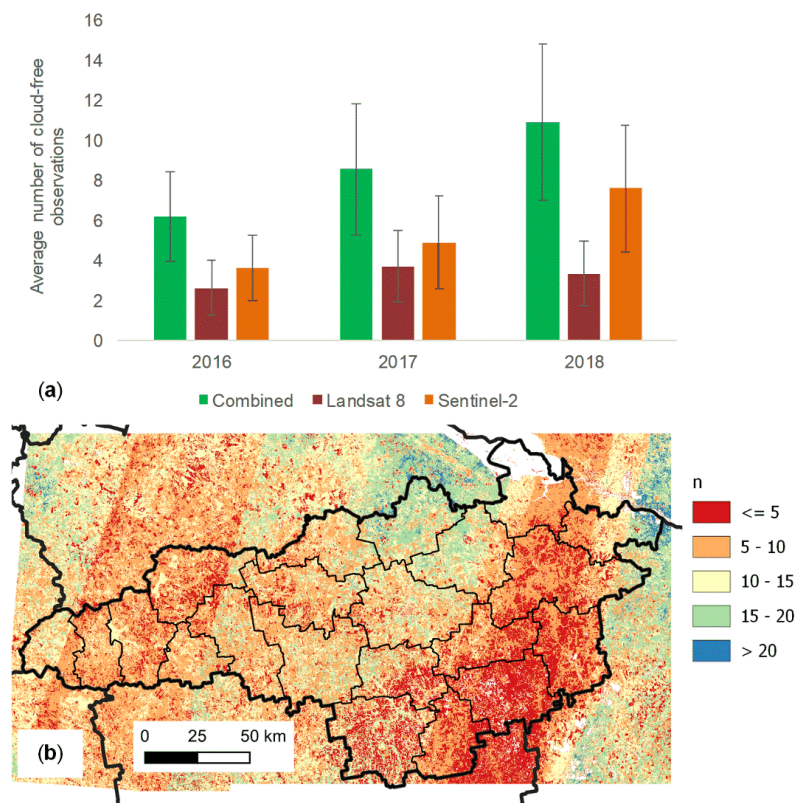 16
14
12
10
8
6
4
2
0
Average number of cloud-free
observations
2016 2017 2018
(a)
Combined Landsat 8 Sentinel-2
n
<= 5
5 - 10
10 - 15
15 - 20
> 20
(b)
0 25 50 km